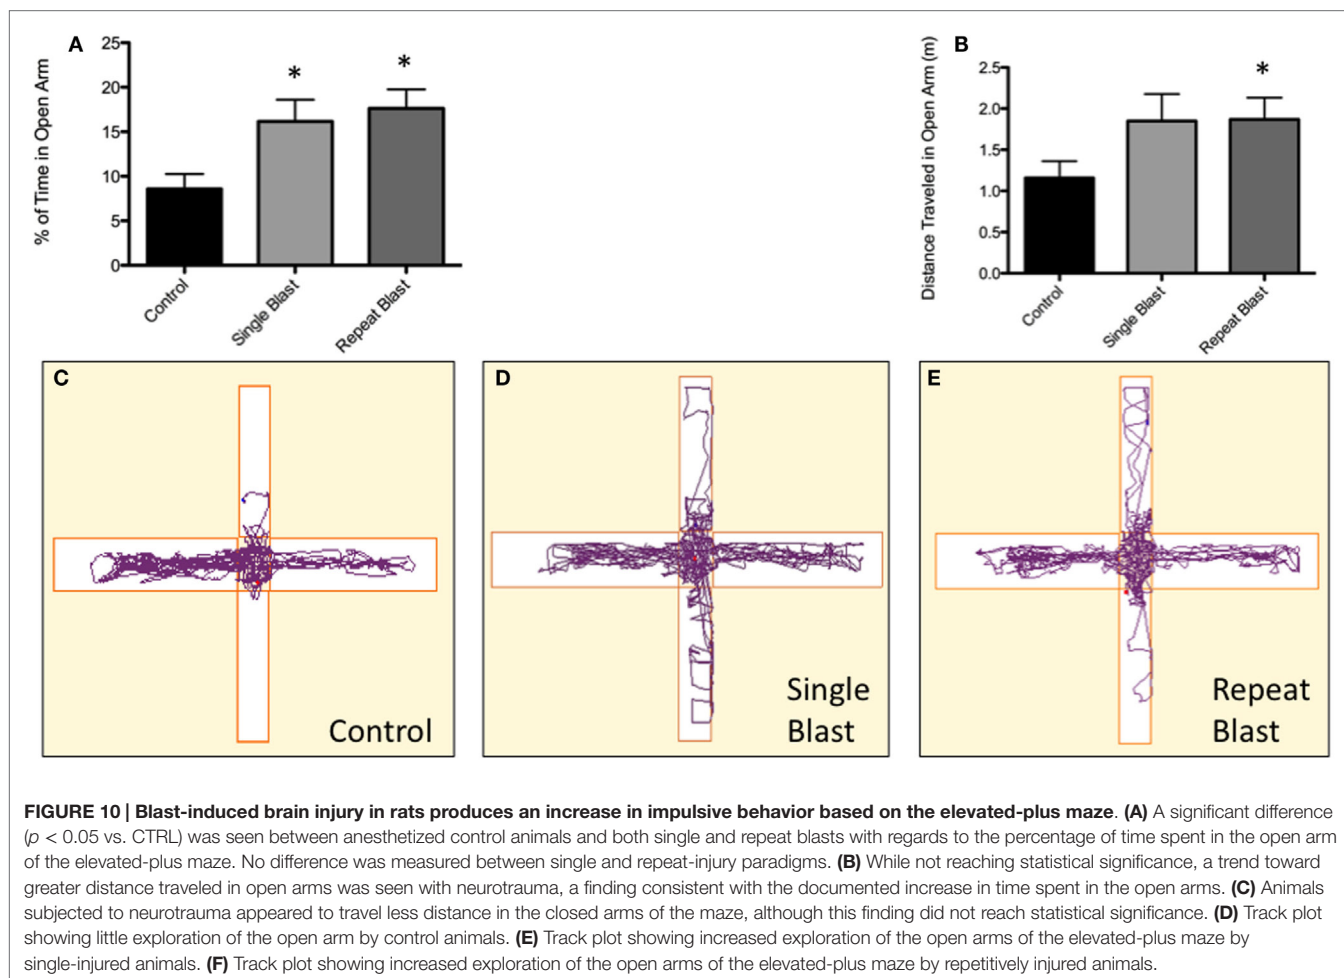 A
25
20
15
10
5
0
% of Time in Open Arm
*
*
Control
Single Blast
Repeat Blast
B
2.5
2.0
1.5
1.0
0.5
0.0
Distance Traveled in Open Arm (m)
*
Control
Single Blast
Repeat Blast
C
Control
D
Single
Blast
E
Repeat
Blast
FIGURE 10 | Blast-induced brain injury in rats produces an increase in impulsive behavior based on the elevated-plus maze. (A) A significant difference
(p < 0.05 vs. CTRL) was seen between anesthetized control animals and both single and repeat blasts with regards to the percentage of time spent in the open arm
of the elevated-plus maze. No difference was measured between single and repeat-injury paradigms. (B) While not reaching statistical significance, a trend toward
greater distance traveled in open arms was seen with neurotrauma, a finding consistent with the documented increase in time spent in the open arms. (C) Animals
subjected to neurotrauma appeared to travel less distance in the closed arms of the maze, although this finding did not reach statistical significance. (D) Track plot
showing little exploration of the open arm by control animals. (E) Track plot showing increased exploration of the open arms of the elevated-plus maze by
single-injured animals. (F) Track plot showing increased exploration of the open arms of the elevated-plus maze by repetitively injured animals.